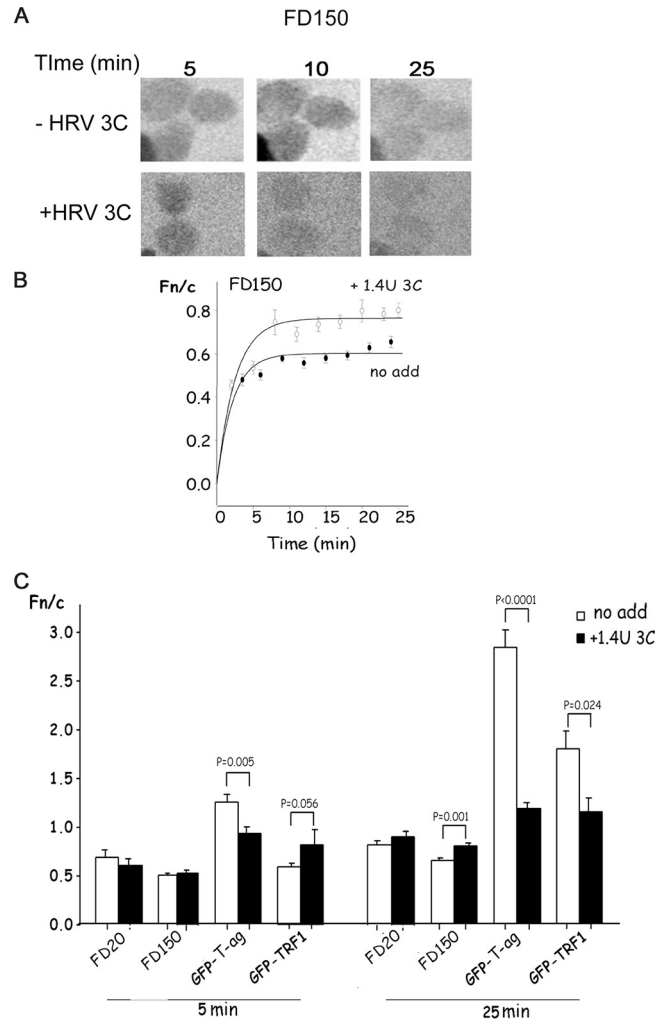 A
FD150
TIme (min) 5 10 25
- HRV 3C
+HRV 3C
B
Fn/c FD150 + 1.4U 3C
0.8
0.6
no add
0.4
0.2
0.0
0 5 10 15 20 25
Time (min)
C
Fn/c
P<0.0001
no add
+1.4U 3C
3.0
2.5
2.0
P=0.024
P=0.005
1.5
P=0.056
P=0.001
1.0
0.5
0.0
FD20 FD150 GFP-T-ag GFP-TRF1 FD20 FD150 GFP-T-ag GFP-TRF1
5 min 25 min